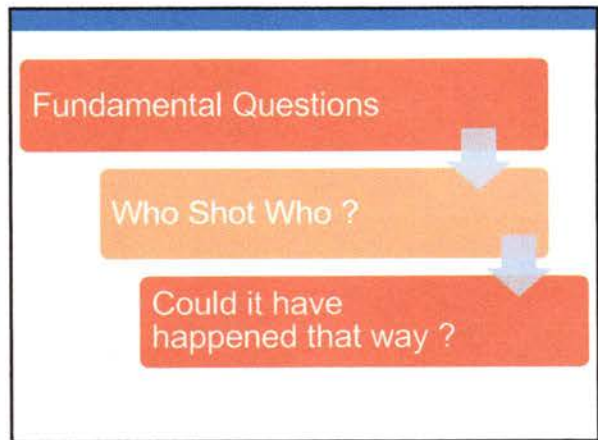 Fundamental Questions
Who Shot Who ?
Could it have
happened that way ?